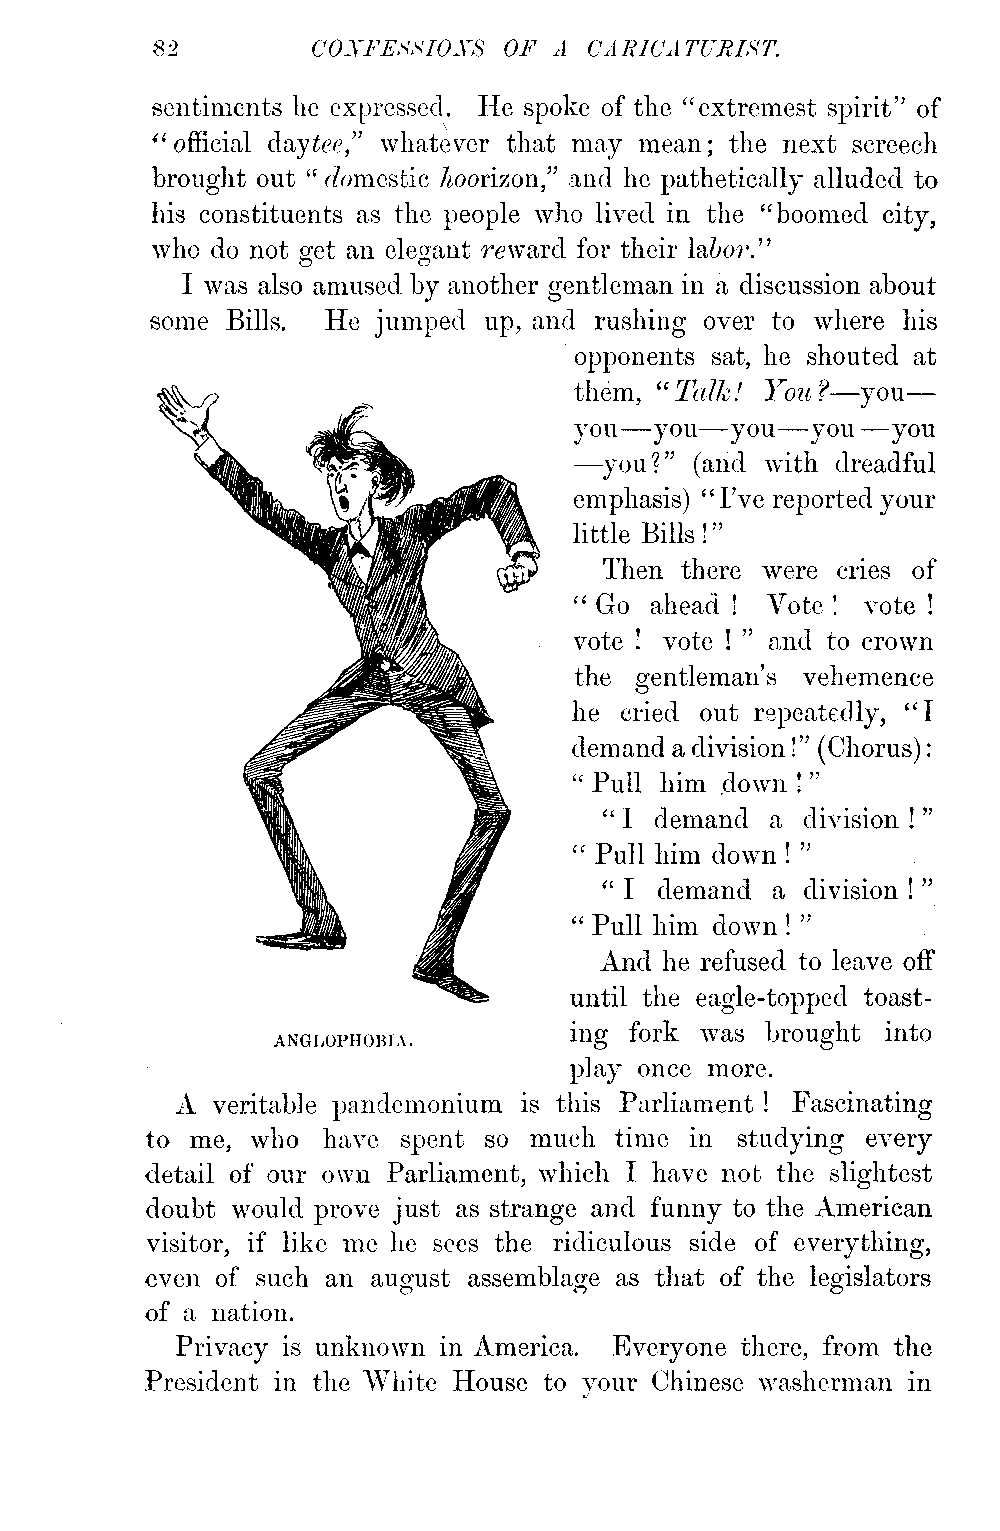 82 CONFESSIONS OF A CARICATURIST.
sentiments he expressed. He spoke of the “extremest spirit” of
“official daytee,” whatever that may mean; the next screech
brought out “domestic hoorizon,” and he pathetically alluded to
his constituents as the people who lived in the “boomed city,
who do not get an elegant reward for their labor.”
I was also amused by another gentleman in a discussion about
some Bills. He jumped up, and rushing over to where his
opponents sat, he shouted at
them, “Talk! You?—you—
you—you—you—you—you
—you?” (and with dreadful
emphasis) “I’ve reported your
little Bills!”
Then there were cries of
“Go ahead! Vote! vote!
vote! vote!” and to crown
the gentleman’s vehemence
he cried out repeatedly, “I
demand a division!” (Chorus):
“Pull him down!”
“I demand a division!”
“Pull him down!”
“I demand a division!”
“Pull him down!”
And he refused to leave off
until the eagle-topped toast-
ing fork was brought into
play once more.
ANGLOPHOBIA.
A veritable pandemonium is this Parliament! Fascinating
to me, who have spent so much time in studying every
detail of our own Parliament, which I have not the slightest
doubt would prove just as strange and funny to the American
visitor, if like me he sees the ridiculous side of everything,
even of such an august assemblage as that of the legislators
of a nation.
Privacy is unknown in America. Everyone there, from the
President in the White House to your Chinese washerman in